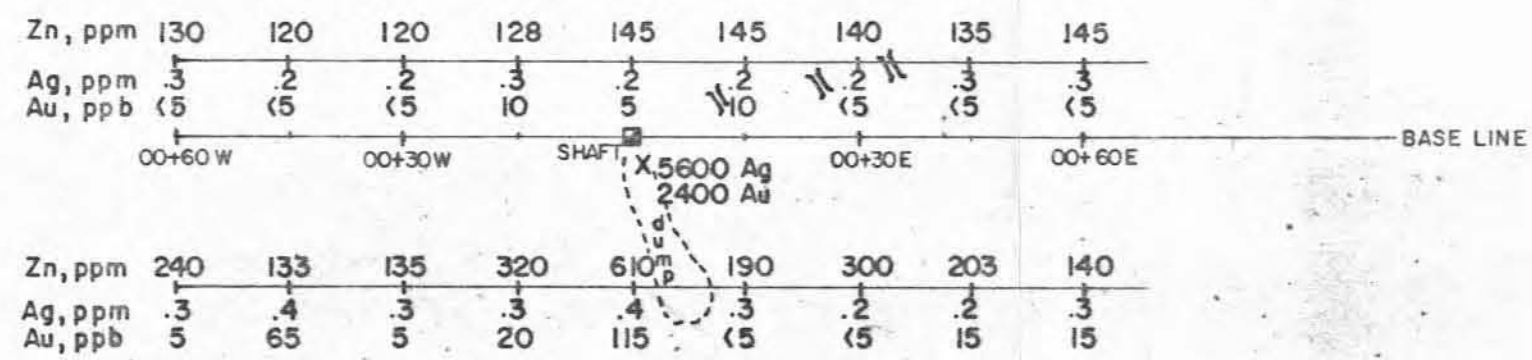 Zn, ppm 130 120 120 128 145 145 140 135 145
Ag, ppm .3 .2 .2 .3 .2 .2 .2 .3 .3
Au, ppb <5 <5 <5 10 5 10 <5 <5 <5
BASE LINE
00+60 W 00+30W SHAFT 00+30E 00+60E
X 5600 Ag
2400 Au
dump
Zn, ppm 240 133 135 320 610 190 300 203 140
Ag, ppm .3 .4 .3 .3 .4 .3 .2 .2 .3
Au, ppb 5 65 5 20 115 <5 <5 15 15